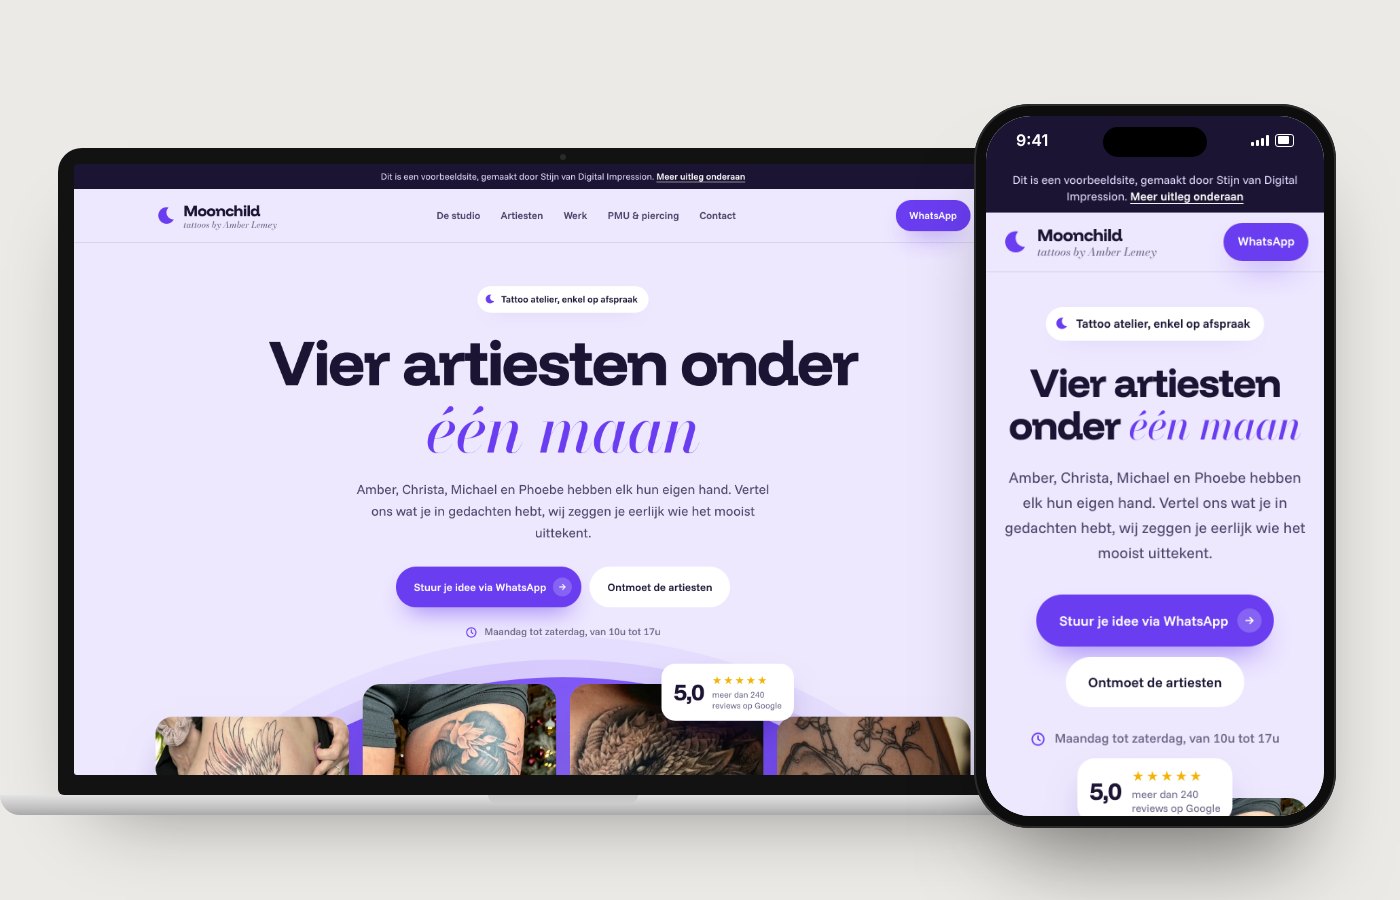 Dit is een voorbeeldsite, gemaakt door Stijn van Digital Impression. Meer uitleg onderaan
Moonchild
tattoos by Amber Lemey
De studio
Artiesten
Werk
PMU & piercing
Contact
WhatsApp
Tattoo atelier, enkel op afspraak
Vier artiesten onder
één maan
Amber, Christa, Michael en Phoebe hebben elk hun eigen hand. Vertel
ons wat je in gedachten hebt, wij zeggen je eerlijk wie het mooist
uittekent.
Stuur je idee via WhatsApp
Ontmoet de artiesten
Maandag tot zaterdag, van 10u tot 17u
5,0
meer dan 240
reviews op Google
9:41
Dit is een voorbeeldsite, gemaakt door Stijn van Digital
Impression. Meer uitleg onderaan
Moonchild
tattoos by Amber Lemey
WhatsApp
Tattoo atelier, enkel op afspraak
Vier artiesten
onder één maan
Amber, Christa, Michael en Phoebe hebben
elk hun eigen hand. Vertel ons wat je in
gedachten hebt, wij zeggen je eerlijk wie het
mooist uittekent.
Stuur je idee via WhatsApp
Ontmoet de artiesten
Maandag tot zaterdag, van 10u tot 17u
5,0
meer dan 240
reviews op Google